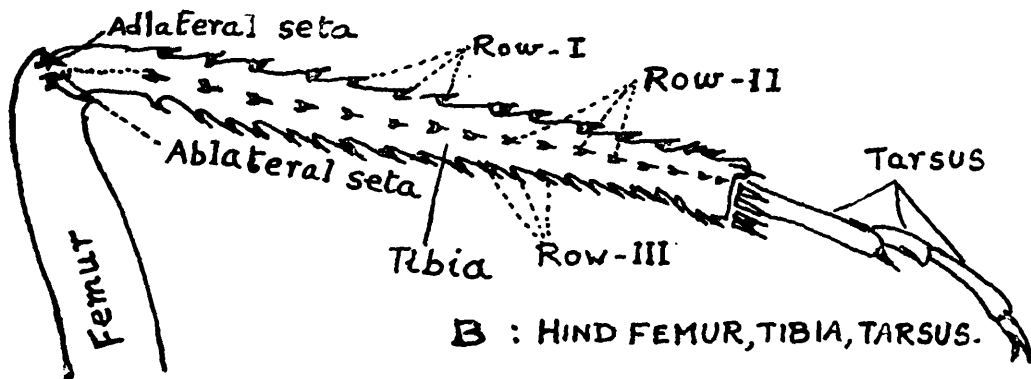 Adlateral seta
Row-I
Row-II
Tarsus
Ablateral seta
Tibia
Row-III
Femur
B : HIND FEMUR, TIBIA, TARSUS.